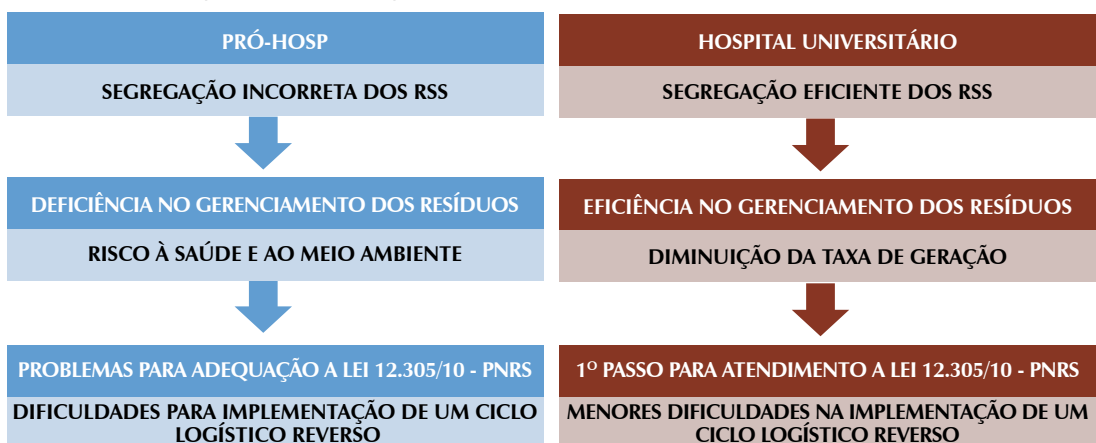 PRÓ-HOSP
SEGREGAÇÃO INCORRETA DOS RSS
DEFICIÊNCIA NO GERENCIAMENTO DOS RESÍDUOS
RISCO À SAÚDE E AO MEIO AMBIENTE
PROBLEMAS PARA ADEQUAÇÃO A LEI 12.305/10 - PNRS
DIFICULDADES PARA IMPLEMENTAÇÃO DE UM CICLO
LOGÍSTICO REVERSO
HOSPITAL UNIVERSITÁRIO
SEGREGAÇÃO EFICIENTE DOS RSS
EFICIÊNCIA NO GERENCIAMENTO DOS RESÍDUOS
DIMINUIÇÃO DA TAXA DE GERAÇÃO
1º PASSO PARA ATENDIMENTO A LEI 12.305/10 - PNRS
MENORES DIFICULDADES NA IMPLEMENTAÇÃO DE UM
CICLO LOGÍSTICO REVERSO